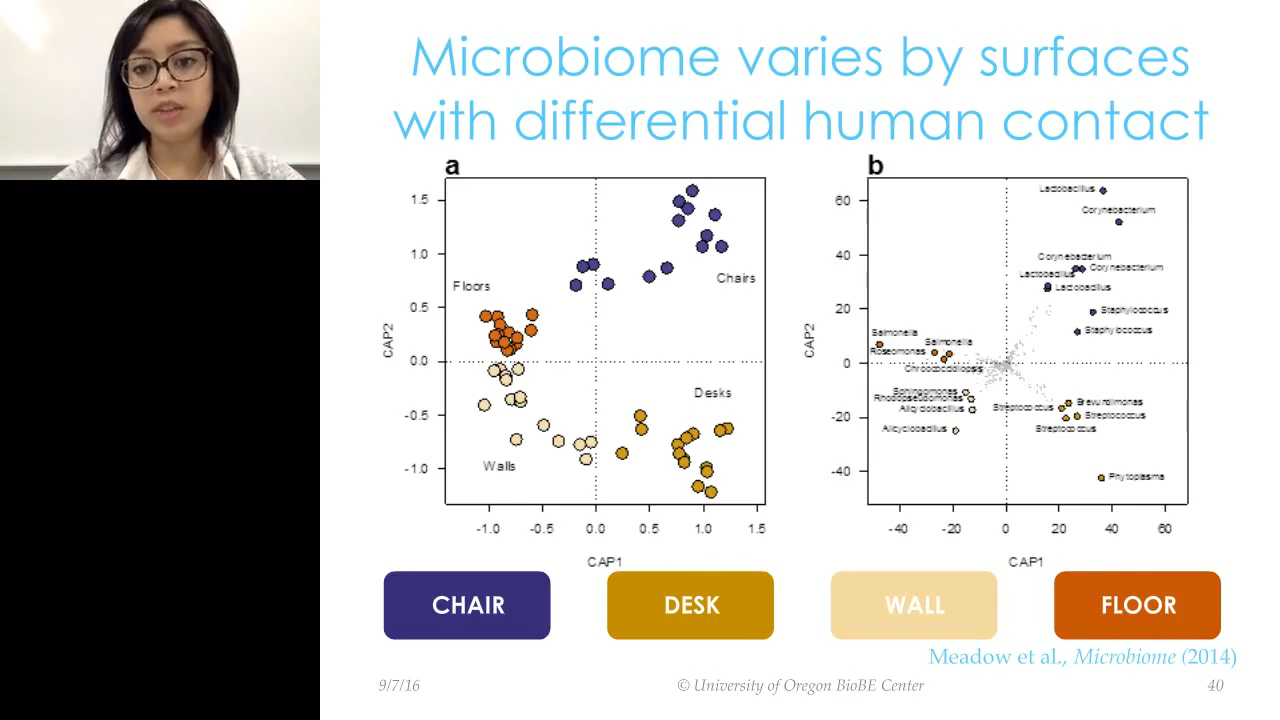 Microbiome varies by surfaces
with differential human contact
a
1.5
1.0
0.5
0.0
-0.5
-1.0
CAP2
Floors
Chairs
Desks
Walls
-1.0 -0.5 0.0 0.5 1.0 1.5
CAP1
b
60
40
20
0
-20
-40
CAP2
Lactobacillus
Corynebacterium
Corynebacterium
Corynebacterium
Lactobacillus
Lactobacillus
Staphylococcus
Staphylococcus
Salmonella
Salmonella
Roseomonas
Chroococcidiopsis
Sphingomonas
Rhodopseudomonas
Alicyclobacillus
Alicyclobacillus
Brevundimonas
Streptococcus
Streptococcus
Streptococcus
Phytoplasma
-40 -20 0 20 40 60
CAP1
CHAIR
DESK
WALL
FLOOR
Meadow et al., Microbiome (2014)
9/7/16
© University of Oregon BioBE Center
40